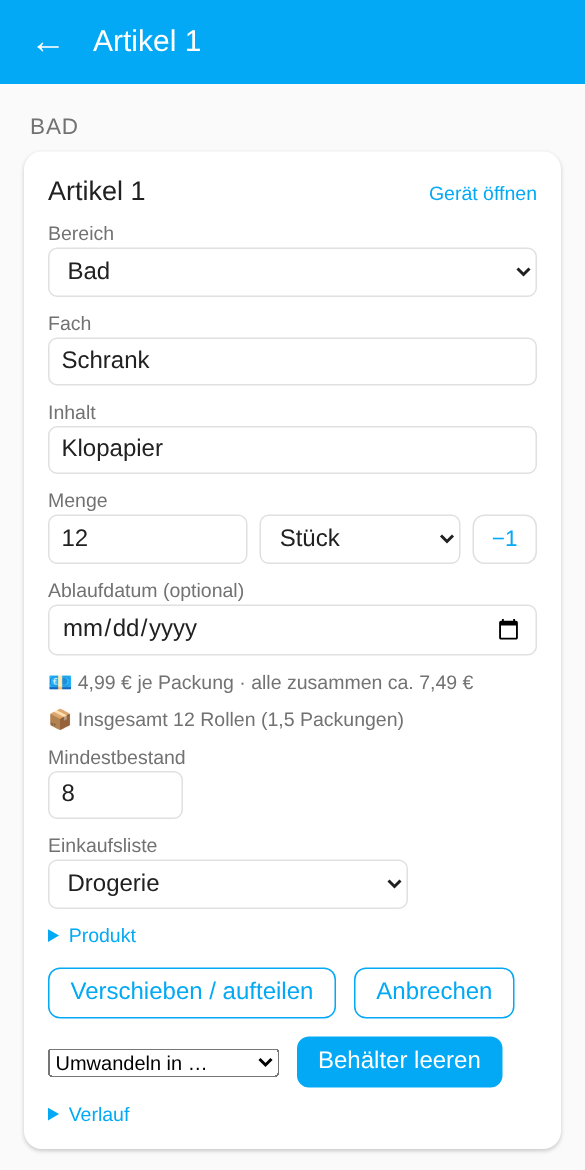 ← Artikel 1
BAD
Artikel 1 Gerät öffnen
Bereich
Bad
Fach
Schrank
Inhalt
Klopapier
Menge
12 Stück −1
Ablaufdatum (optional)
mm/dd/yyyy
💶 4,99 € je Packung · alle zusammen ca. 7,49 €
📦 Insgesamt 12 Rollen (1,5 Packungen)
Mindestbestand
8
Einkaufsliste
Drogerie
▶ Produkt
Verschieben / aufteilen Anbrechen
Umwandeln in … Behälter leeren
▶ Verlauf